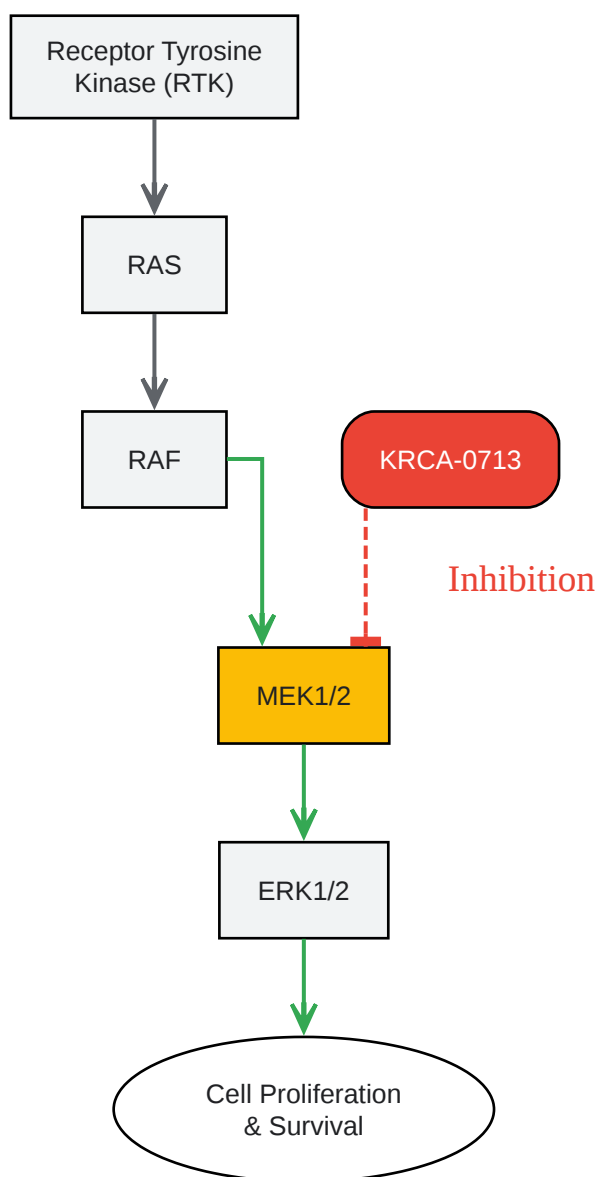 Receptor Tyrosine
Kinase (RTK)
RAS
RAF
KRCA-0713
Inhibition
MEK1/2
ERK1/2
Cell Proliferation
& Survival